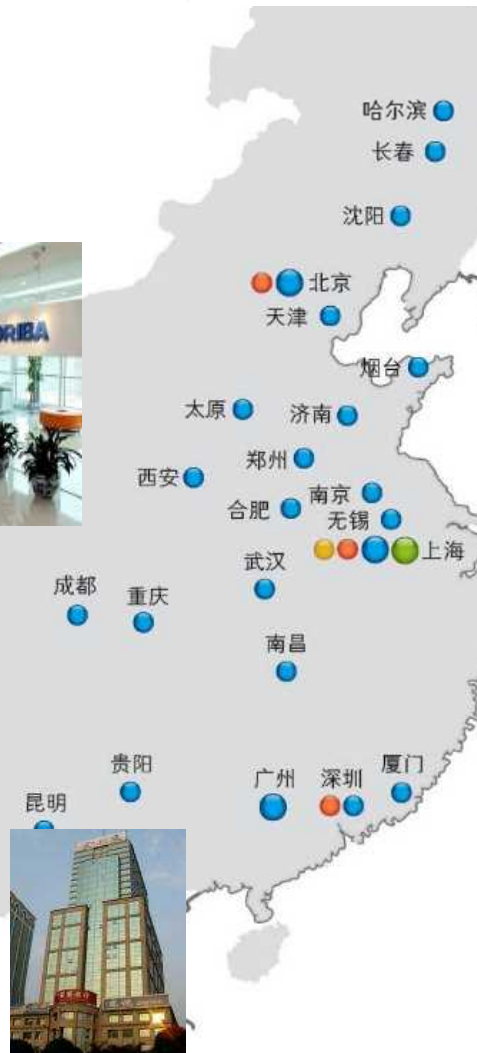 哈尔滨
长春
沈阳
北京
天津
ORIBA
烟台
太原
济南
郑州
西安
南京
合肥
无锡
上海
武汉
成都
重庆
南昌
贵阳
厦门
广州
深圳
昆明